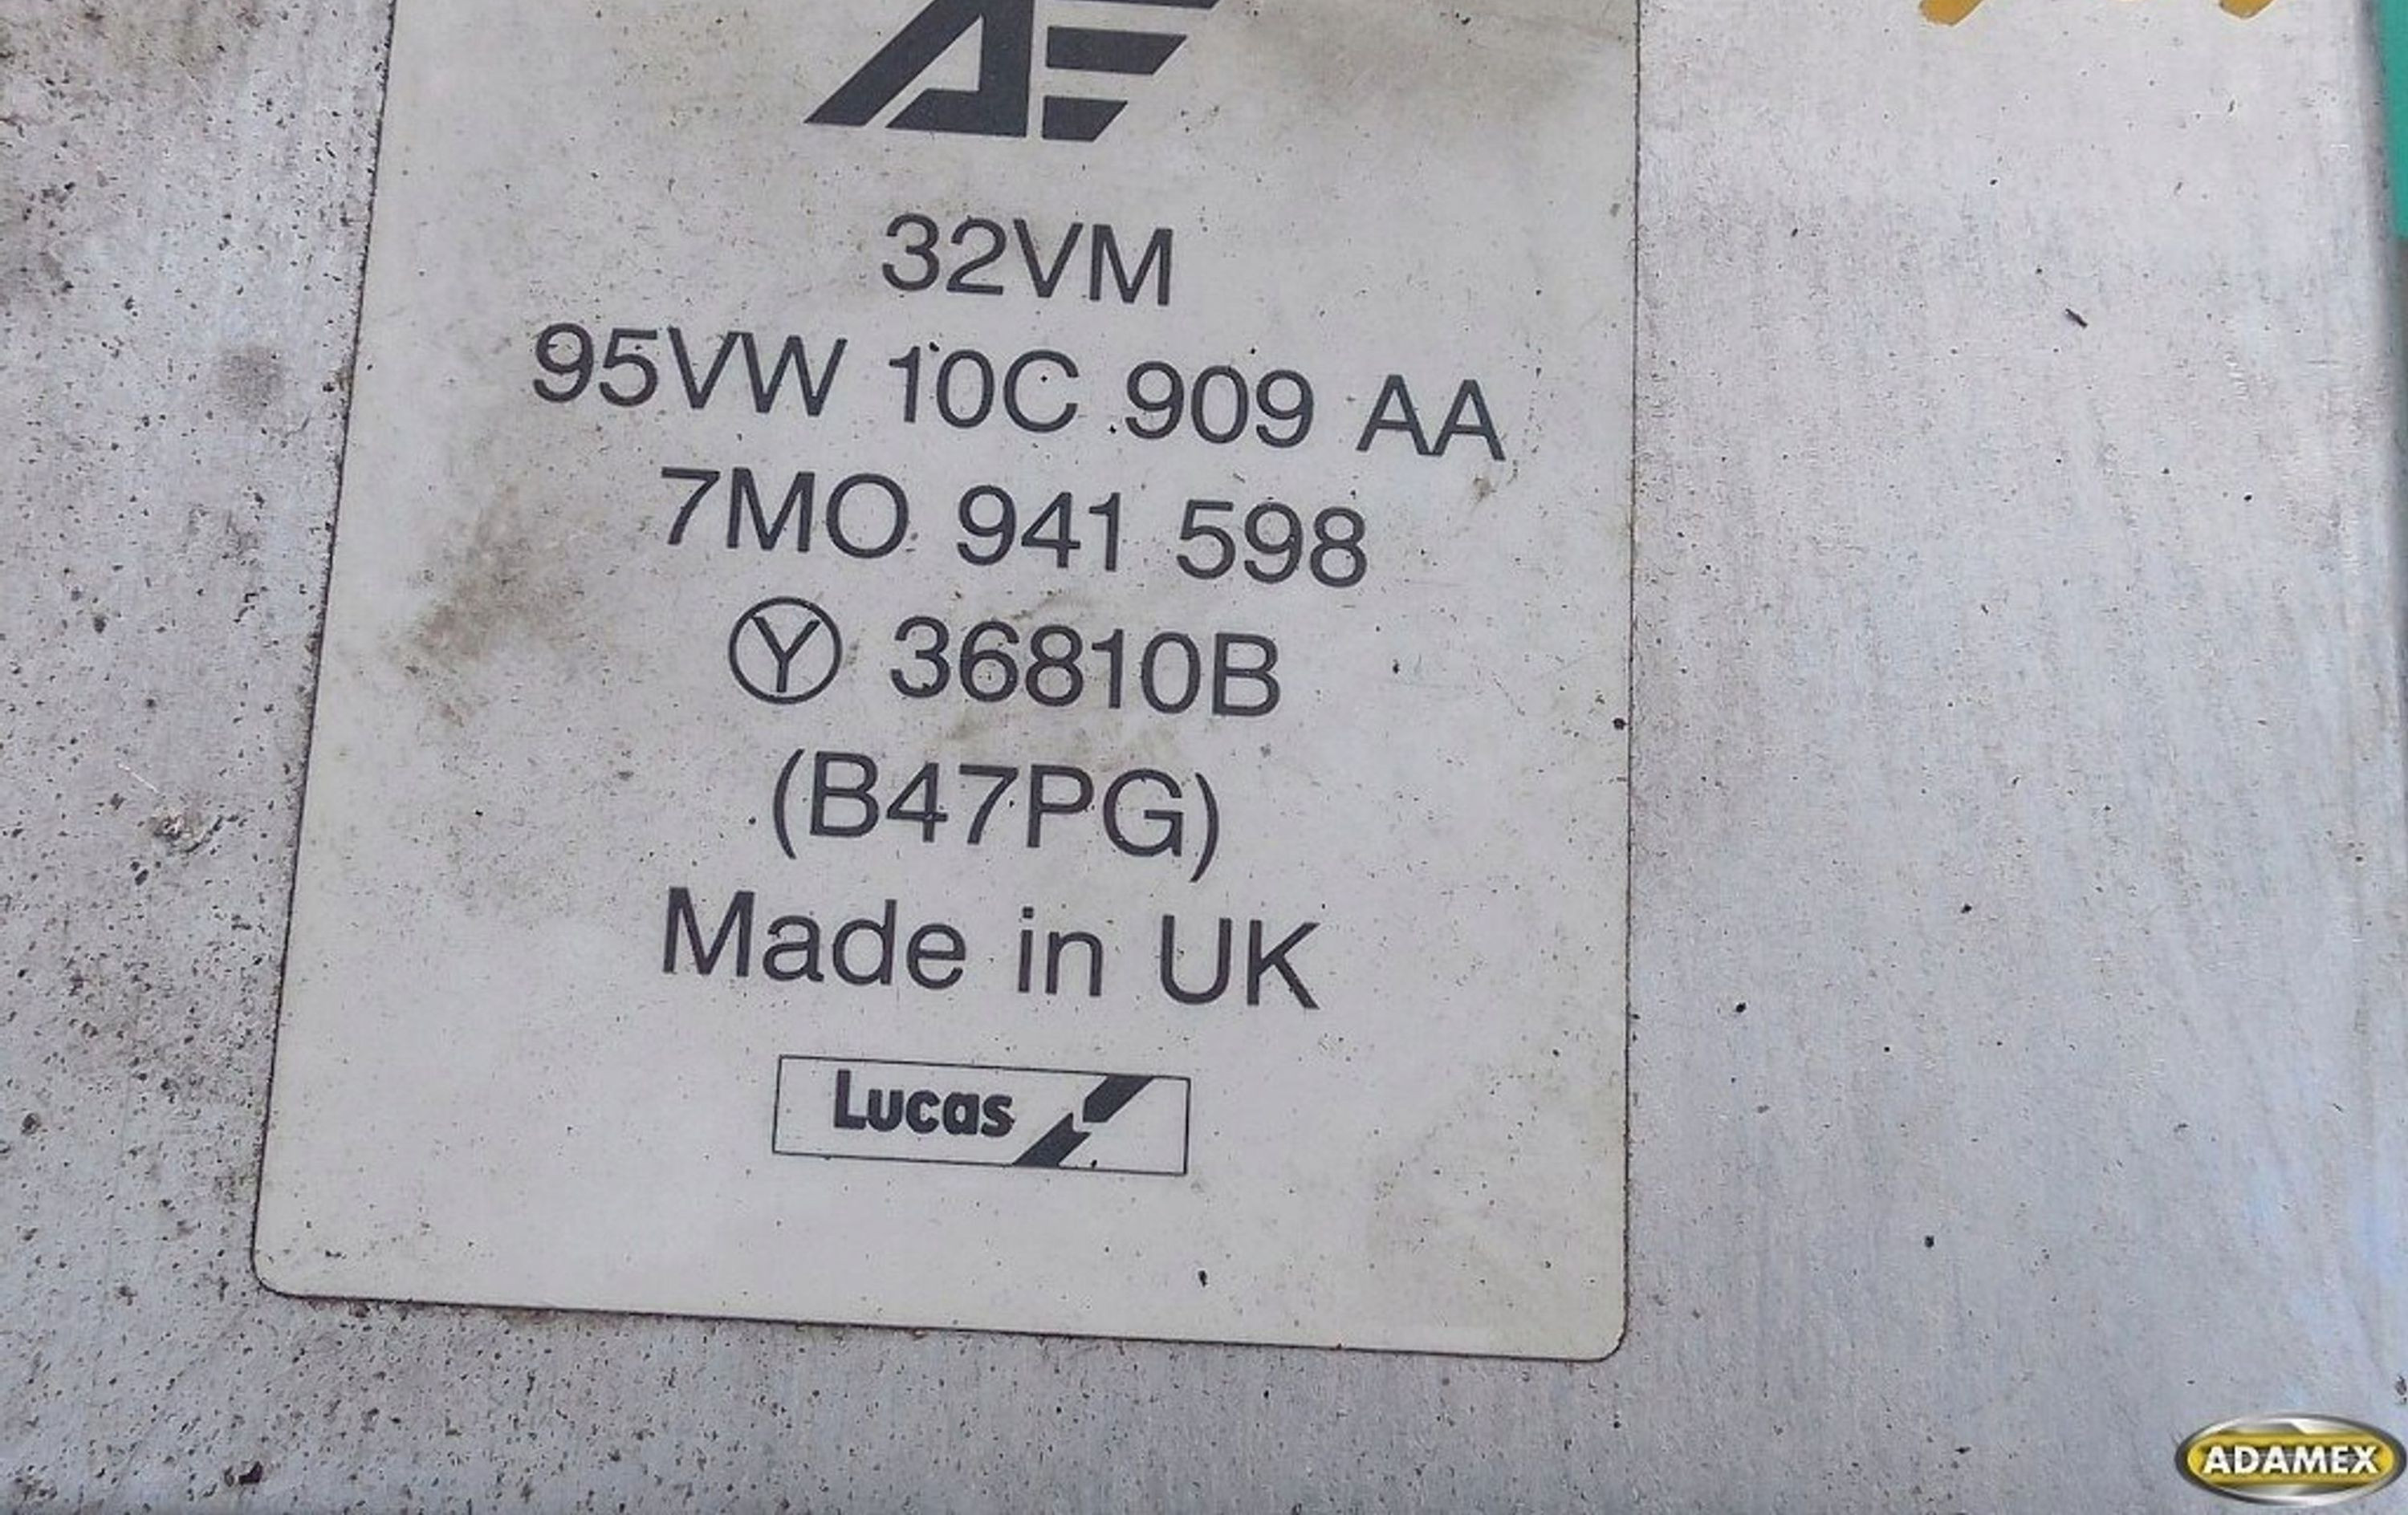 AE
32VM
95VW 10C 909 AA
7MO 941 598
Ⓨ 36810B
(B47PG)
Made in UK
Lucas
ADAMEX